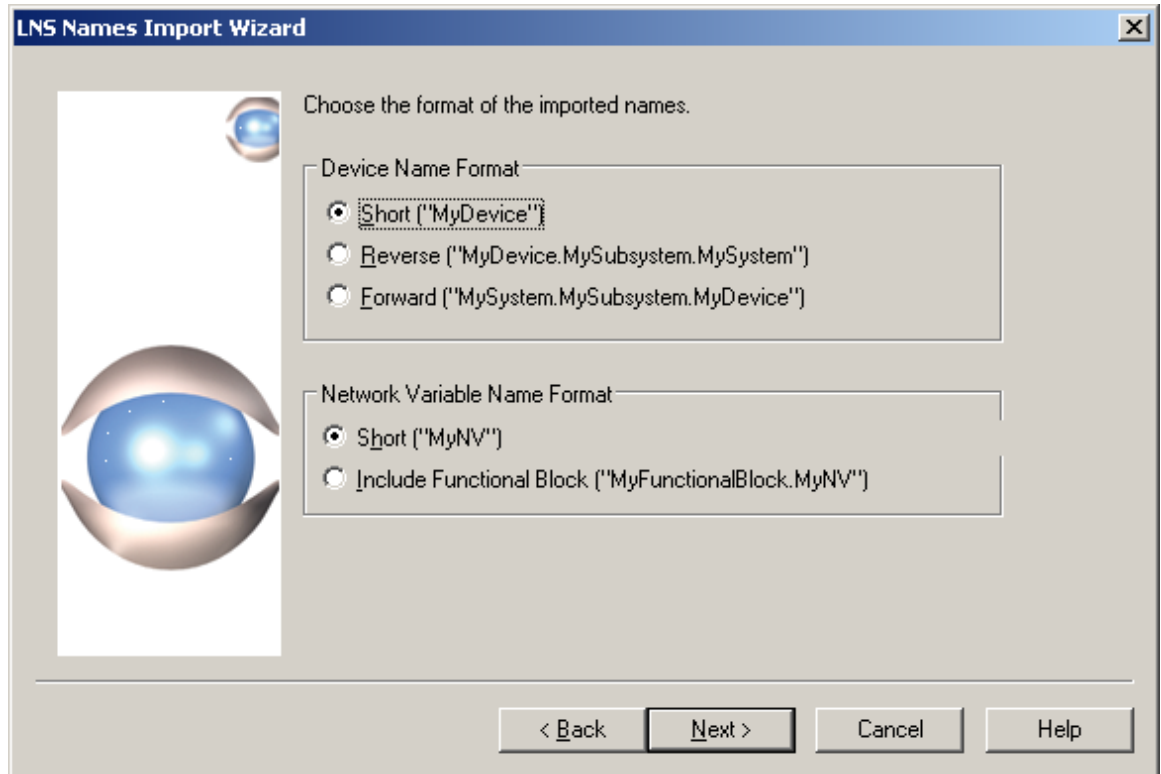 LNS Names Import Wizard
Choose the format of the imported names.
Device Name Format
Short ("MyDevice")
Reverse ("MyDevice.MySubsystem.MySystem")
Forward ("MySystem.MySubsystem.MyDevice")
Network Variable Name Format
Short ("MyNV")
Include Functional Block ("MyFunctionalBlock.MyNV")
< Back Next > Cancel Help